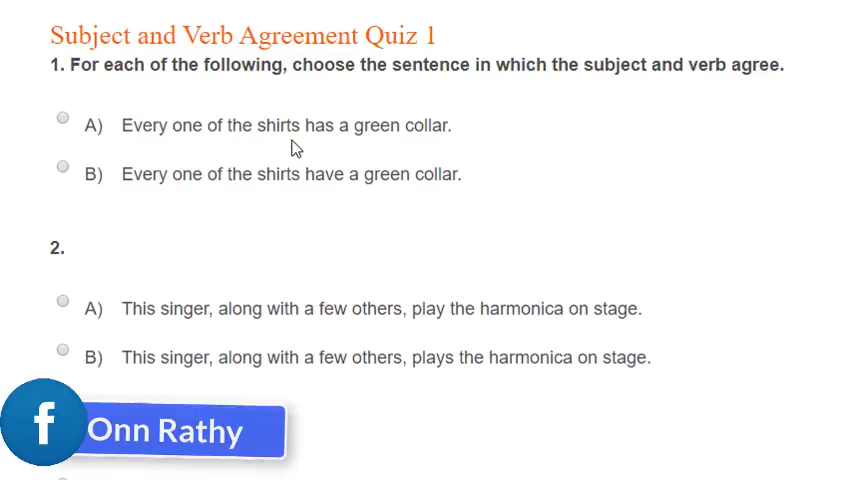 Subject and Verb Agreement Quiz 1
1. For each of the following, choose the sentence in which the subject and verb agree.
A) Every one of the shirts has a green collar.
B) Every one of the shirts have a green collar.
2.
A) This singer, along with a few others, play the harmonica on stage.
B) This singer, along with a few others, plays the harmonica on stage.
f Onn Rathy